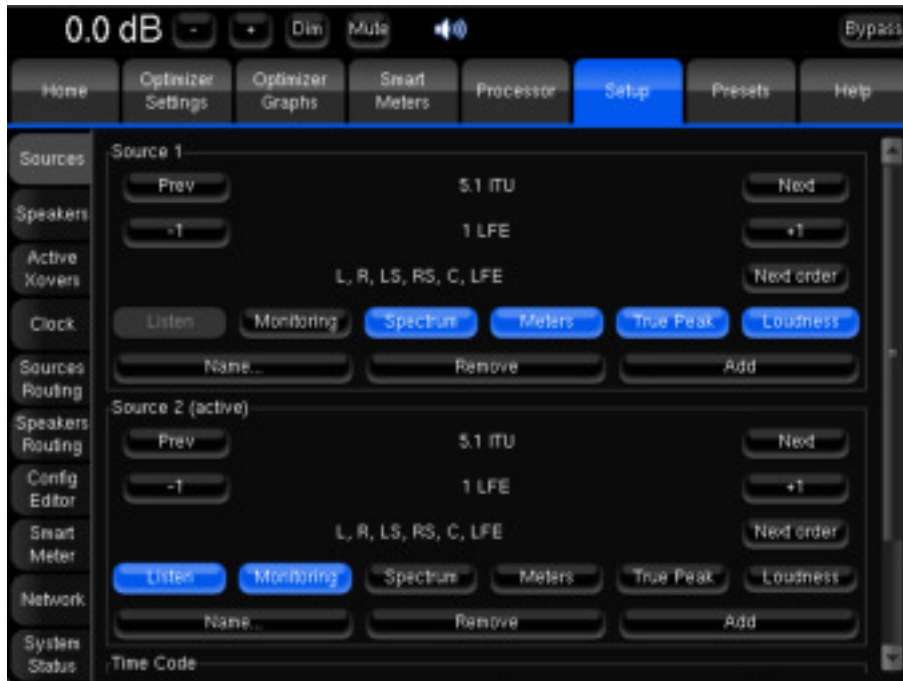 0.0 dB - + Dim Mute Bypass
Home Optimizer Settings Optimizer Graphs Smart Meters Processor Setup Presets Help
Sources
Speakers
Active Xovers
Clock
Sources Routing
Speakers Routing
Config Editor
Smart Meter
Network
System Status
Source 1
Prev 5.1 ITU Next
-1 1 LFE +1
L, R, LS, RS, C, LFE Next order
Listen Monitoring Spectrum Meters True Peak Loudness
Name... Remove Add
Source 2 (active)
Prev 5.1 ITU Next
-1 1 LFE +1
L, R, LS, RS, C, LFE Next order
Listen Monitoring Spectrum Meters True Peak Loudness
Name... Remove Add
Time Code